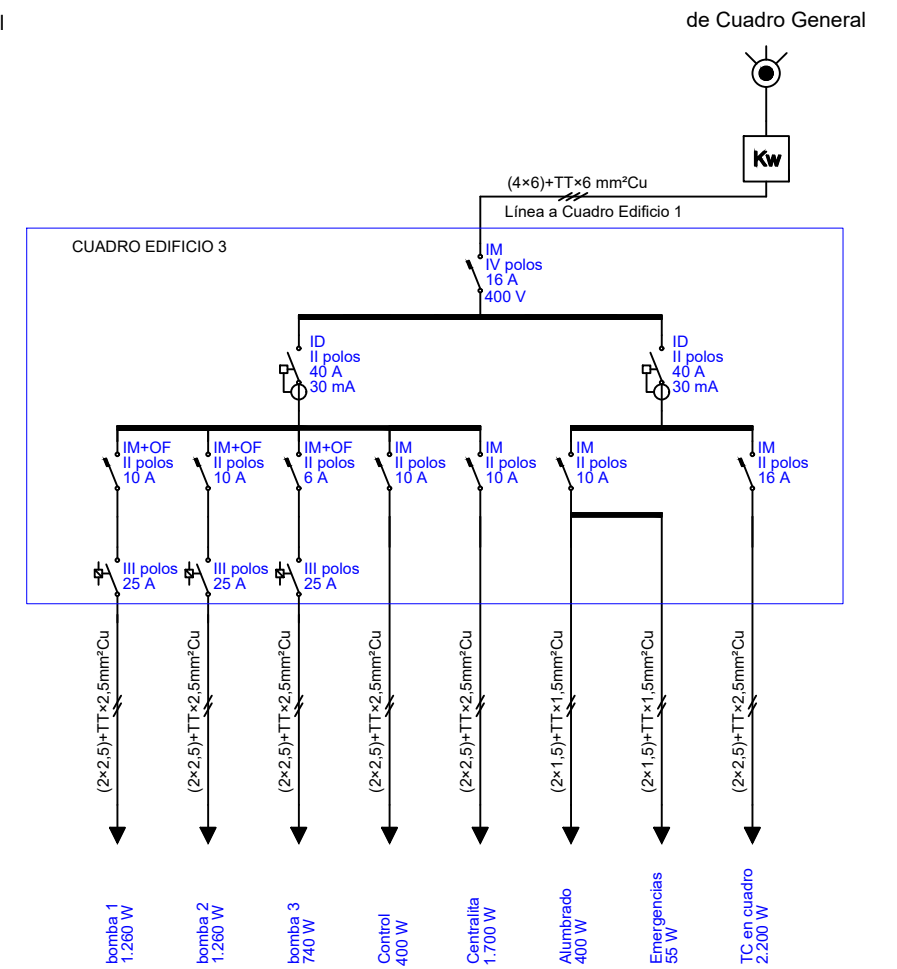 l
de Cuadro General
Kw
(4×6)+TT×6 mm²Cu
Línea a Cuadro Edificio 1
CUADRO EDIFICIO 3
IM
IV polos
16 A
400 V
ID
II polos
40 A
30 mA
ID
II polos
40 A
30 mA
IM+OF
II polos
10 A
IM+OF
II polos
10 A
IM+OF
II polos
6 A
IM
II polos
10 A
IM
II polos
10 A
IM
II polos
10 A
IM
II polos
16 A
III polos
25 A
III polos
25 A
III polos
25 A
(2×2,5)+TT×2,5mm²Cu
(2×2,5)+TT×2,5mm²Cu
(2×2,5)+TT×2,5mm²Cu
(2×2,5)+TT×2,5mm²Cu
(2×2,5)+TT×2,5mm²Cu
(2×1,5)+TT×1,5mm²Cu
(2×1,5)+TT×1,5mm²Cu
(2×2,5)+TT×2,5mm²Cu
bomba 1
1.260 W
bomba 2
1.260 W
bomba 3
740 W
Control
400 W
Centralita
1.700 W
Alumbrado
400 W
Emergencias
55 W
TC en cuadro
2.200 W